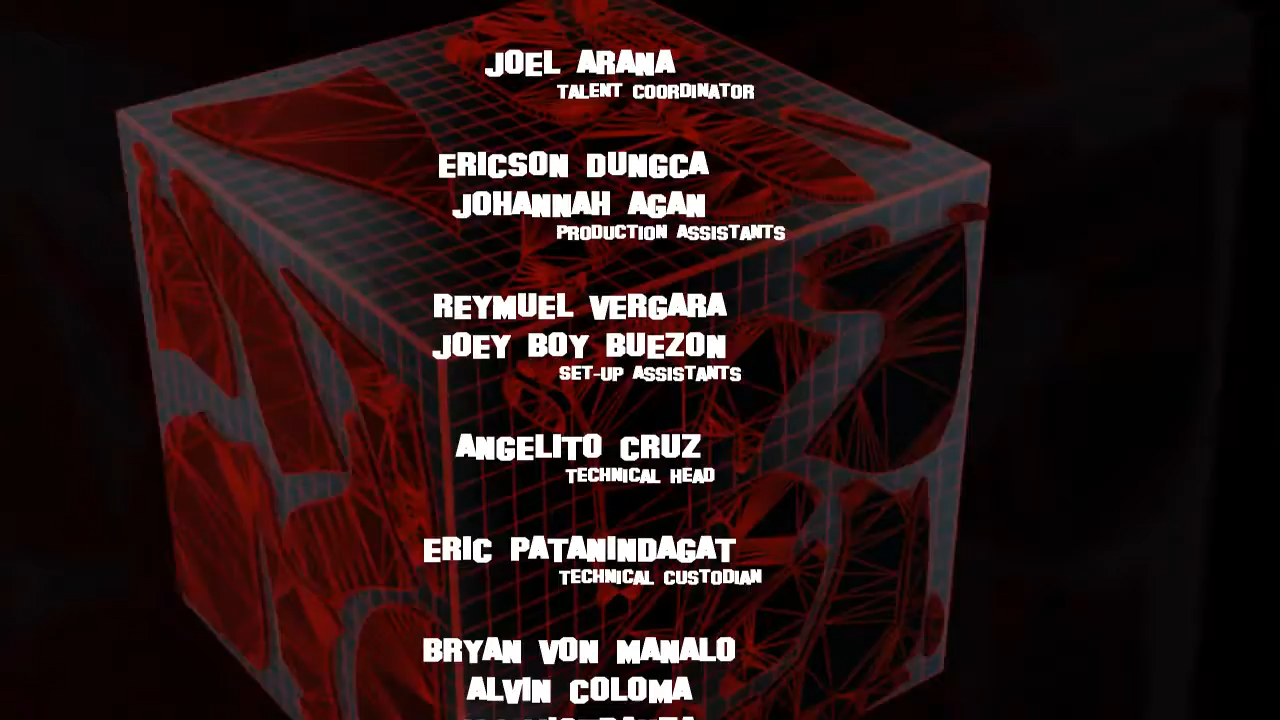 JOEL ARANA
TALENT COORDINATOR
ERICSON DUNGCA
JOHANNAH AGAN
PRODUCTION ASSISTANTS
REYMUEL VERGARA
JOEY BOY BUEZON
SET-UP ASSISTANTS
ANGELITO CRUZ
TECHNICAL HEAD
ERIC PATANINDAGAT
TECHNICAL CUSTODIAN
BRYAN VON MANALO
ALVIN COLOMA